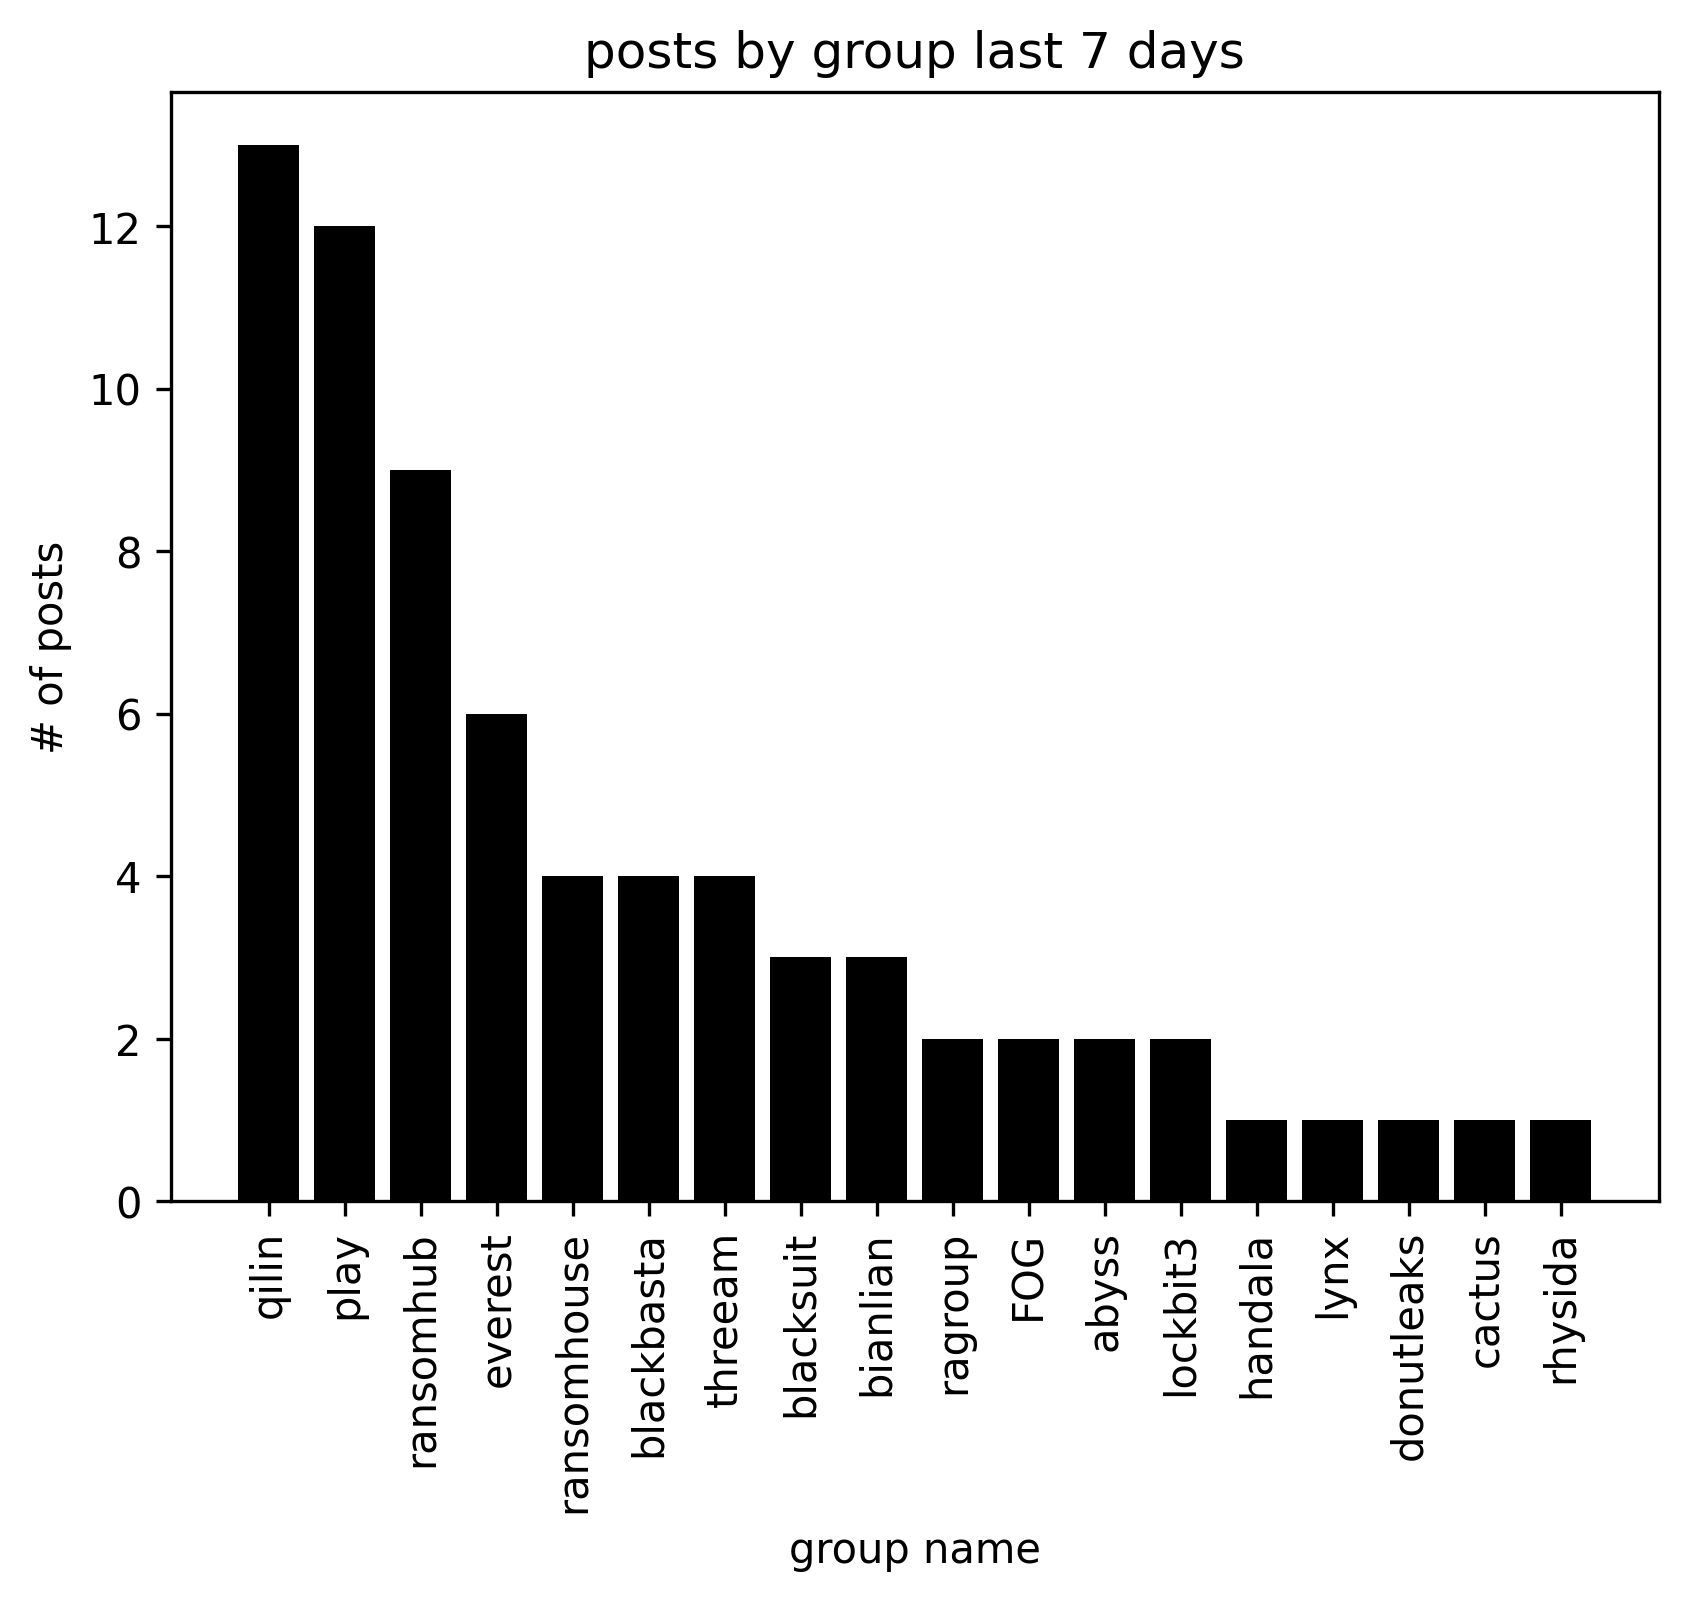 posts by group last 7 days
# of posts
12
10
8
6
4
2
0
qilin
play
ransomhub
everest
ransomhouse
blackbasta
threeam
blacksuit
bianlian
ragroup
FOG
abyss
lockbit3
handala
lynx
donutleaks
cactus
rhysida
group name